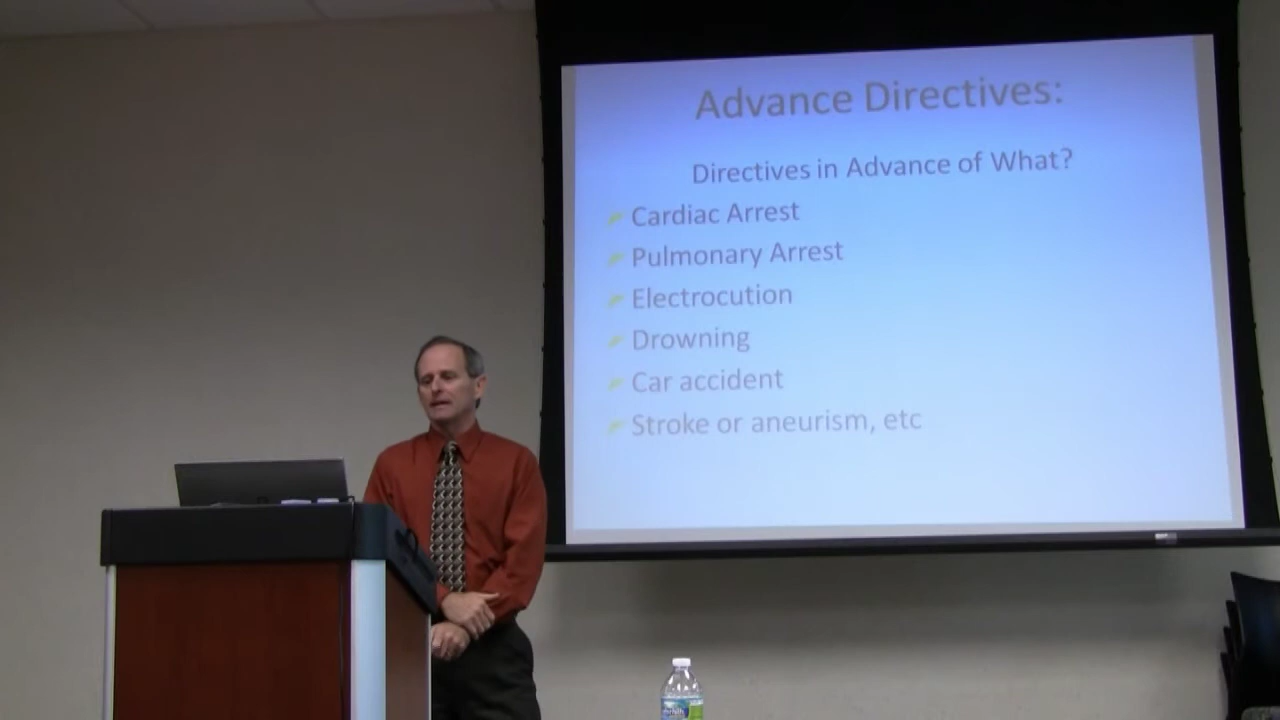 Advance Directives:
Directives in Advance of What?
Cardiac Arrest
Pulmonary Arrest
Electrocution
Drowning
Car accident
Stroke or aneurism, etc